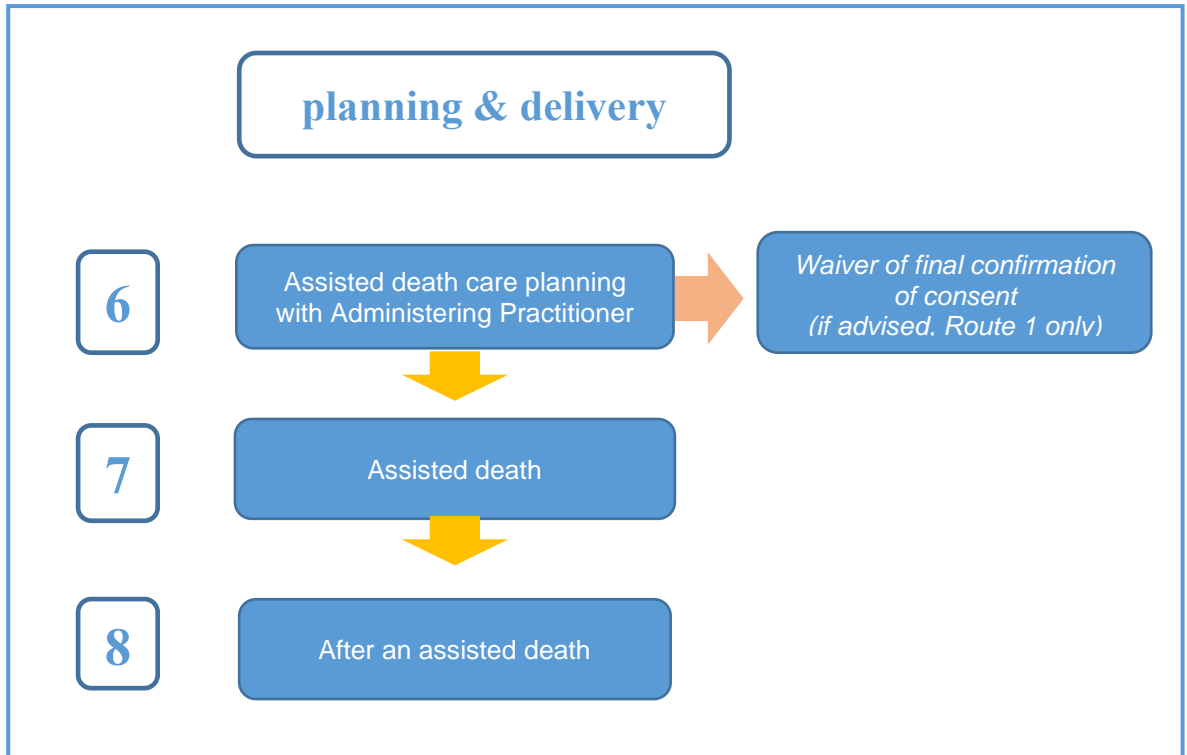 planning & delivery
6
Assisted death care planning
with Administering Practitioner
Waiver of final confirmation
of consent
(if advised. Route 1 only)
7
Assisted death
8
After an assisted death